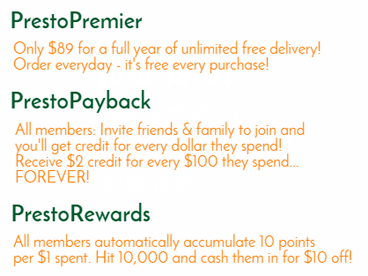 PrestoPremier
Only $89 for a full year of unlimited free delivery!
Order everyday - it's free every purchase!
PrestoPayback
All members: Invite friends & family to join and
you'll get credit for every dollar they spend!
Receive $2 credit for every $100 they spend...
FOREVER!
PrestoRewards
All members automatically accumulate 10 points
per $1 spent. Hit 10,000 and cash them in for $10 off!